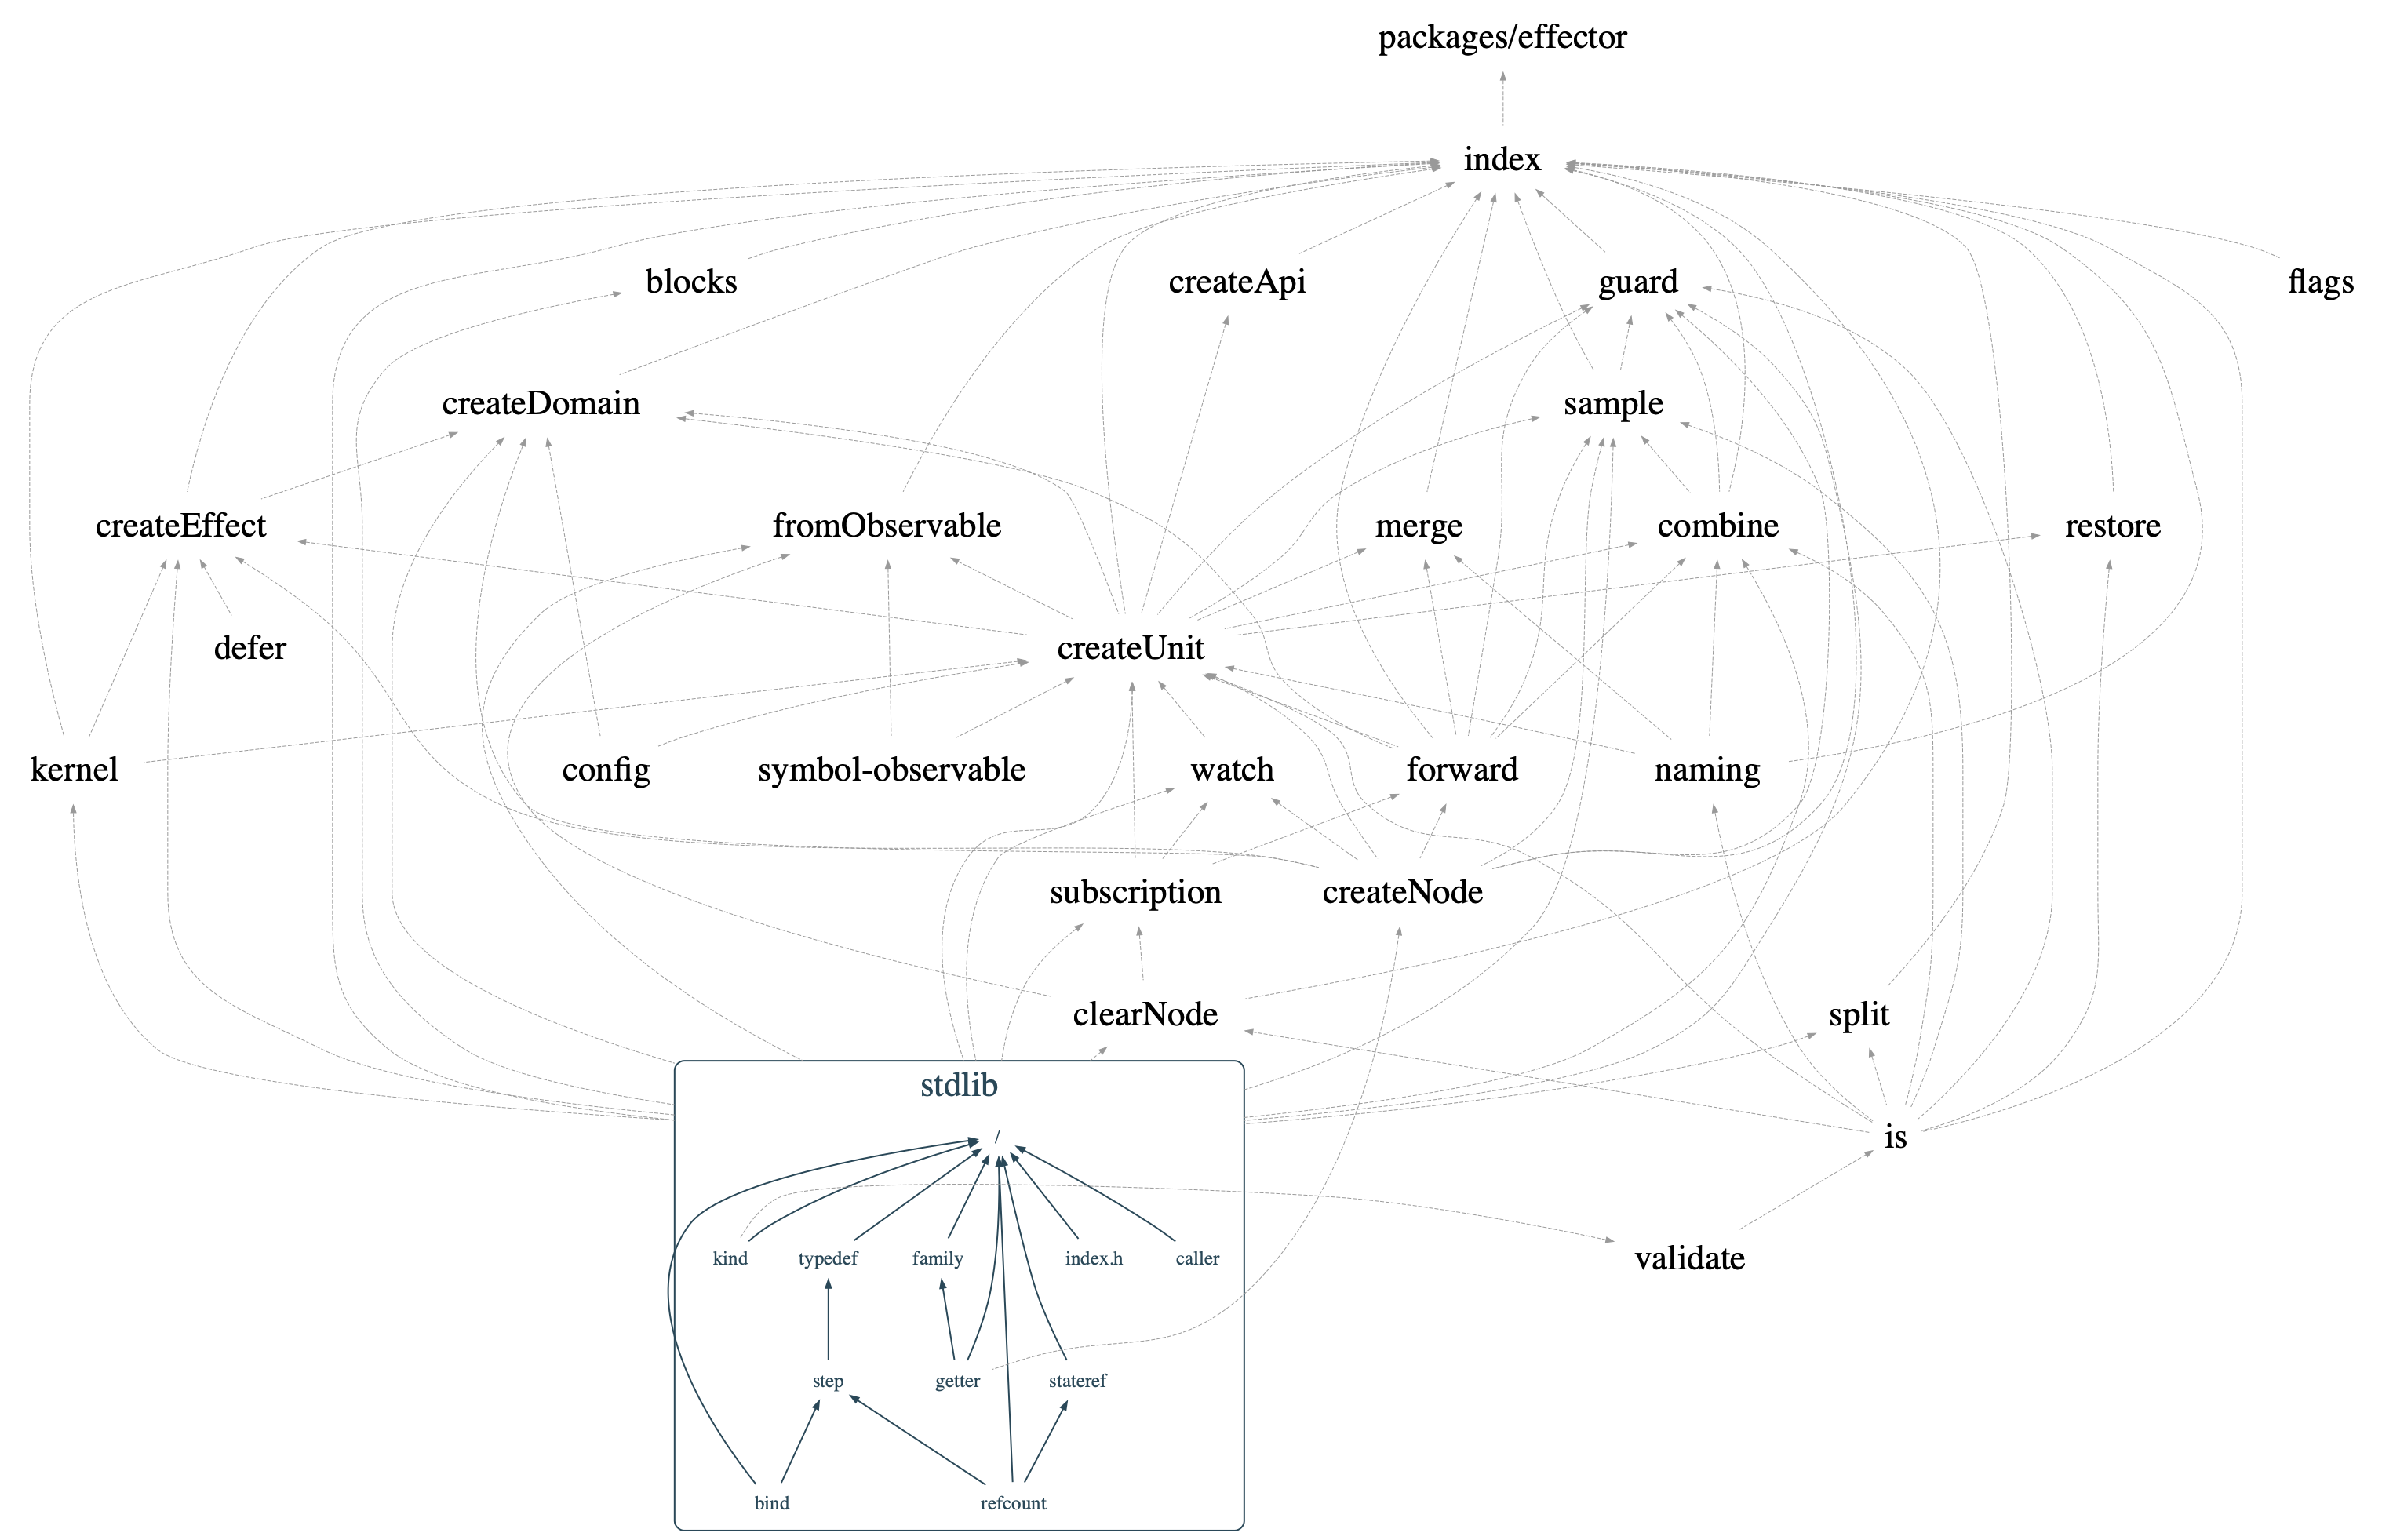 packages/effector
index
blocks
createApi
guard
flags
createDomain
sample
createEffect
fromObservable
merge
combine
restore
defer
createUnit
kernel
config
symbol-observable
watch
forward
naming
subscription
createNode
clearNode
split
stdlib
/
is
kind
typedef
family
index.h
caller
validate
step
getter
stateref
bind
refcount